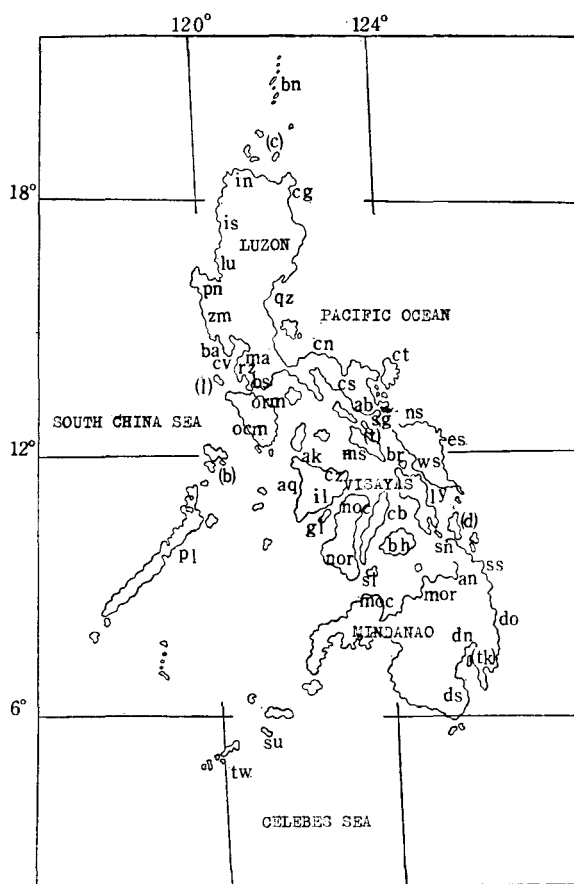 120° 124°
bn
(c)
in cg
18°
is
LUZON
lu
pn
qz
zm
PACIFIC OCEAN
cn
ba ma ct
cv rz
(l) bs cs
orm ab
SOUTH CHINA SEA sg ns
ocm (t) es
12° ak ms br ws
(b) aq cz VISAYAS
il noc cb ly
gl (d)
pl nor bh sn
sl an ss
moc mor do
MINDANAO dn
(tk)
ds
6°
su
tw
CELEBES SEA